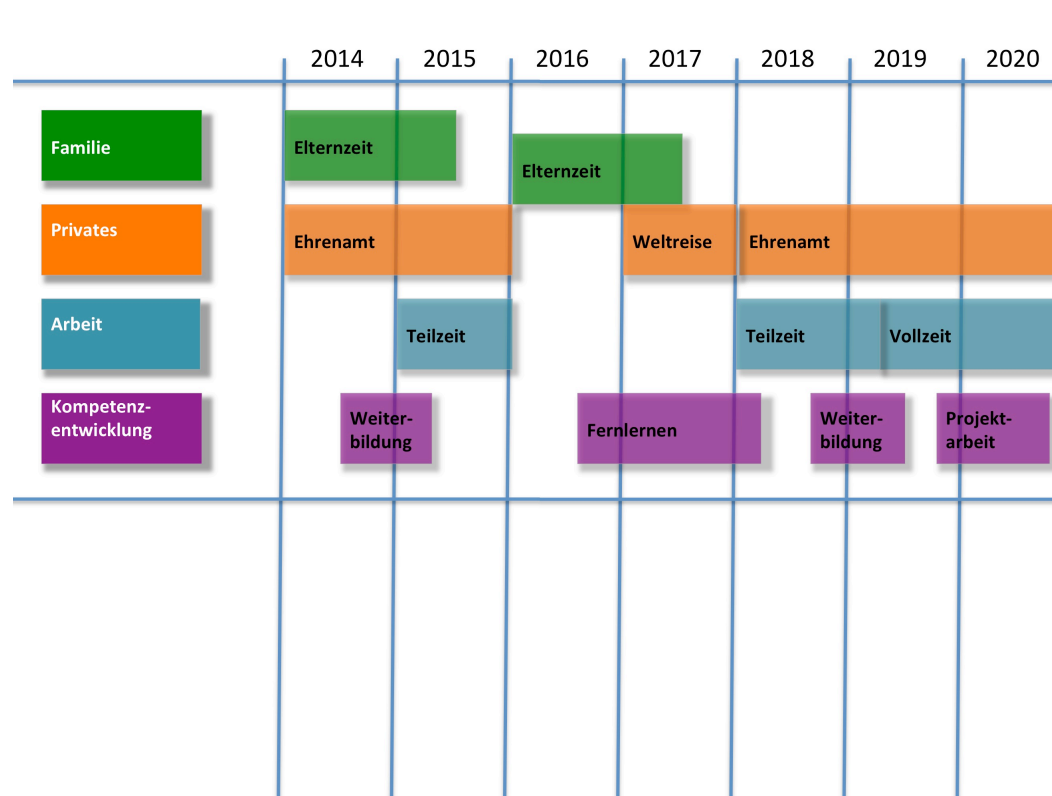 2014 2015 2016 2017 2018 2019 2020
Familie
Elternzeit
Elternzeit
Privates
Ehrenamt
Weltreise
Ehrenamt
Arbeit
Teilzeit
Teilzeit
Vollzeit
Kompetenz-
entwicklung
Weiter-
bildung
Fernlernen
Weiter-
bildung
Projekt-
arbeit